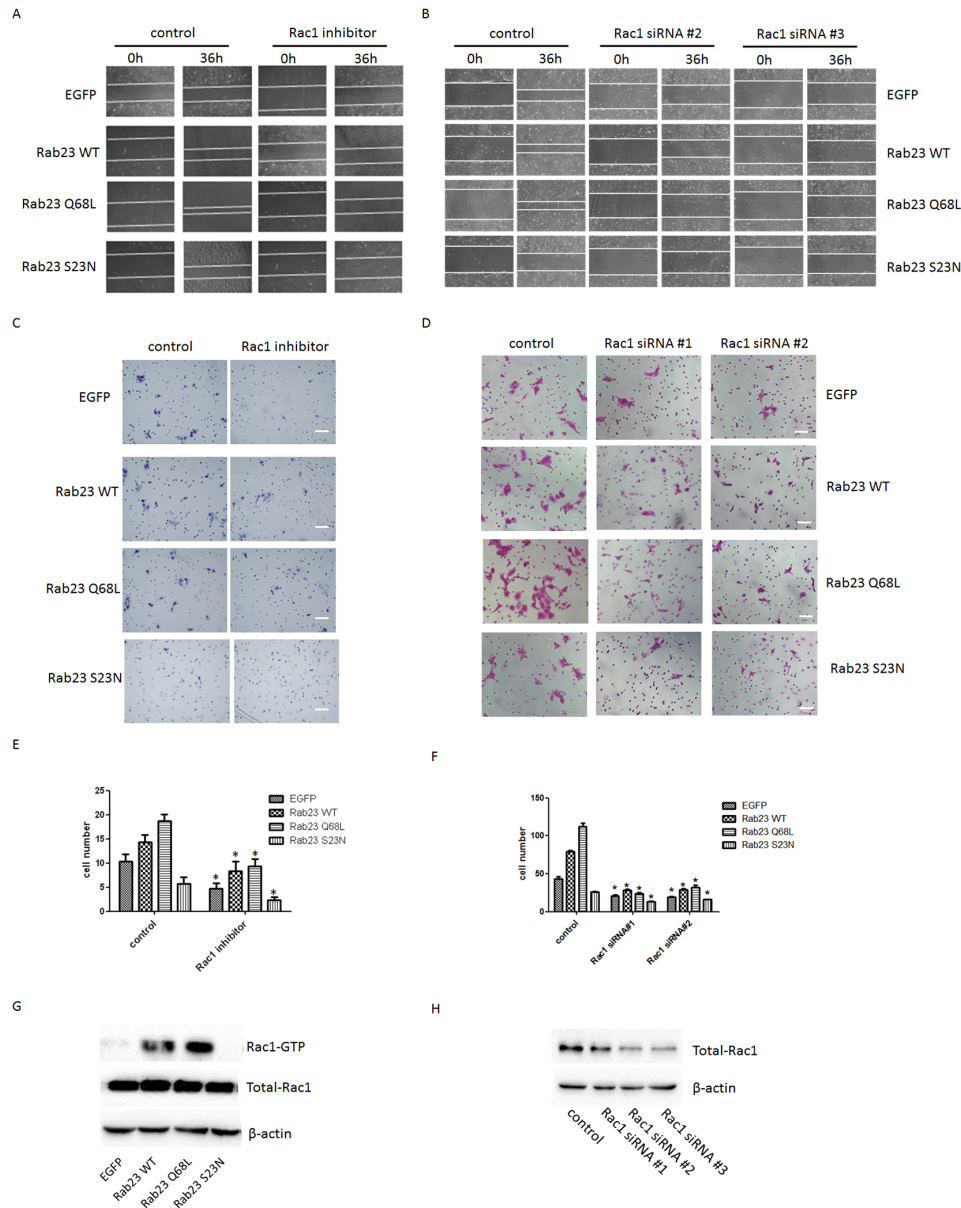 A
control Rac1 inhibitor
0h 36h 0h 36h
EGFP
Rab23 WT
Rab23 Q68L
Rab23 S23N
B
control Rac1 siRNA #2 Rac1 siRNA #3
0h 36h 0h 36h 0h 36h
EGFP
Rab23 WT
Rab23 Q68L
Rab23 S23N
C
control Rac1 inhibitor
EGFP
Rab23 WT
Rab23 Q68L
Rab23 S23N
D
control Rac1 siRNA #1 Rac1 siRNA #2
EGFP
Rab23 WT
Rab23 Q68L
Rab23 S23N
E
cell number
25
20
15
10
5
0
* * * *
control Rac1 inhibitor
EGFP
Rab23 WT
Rab23 Q68L
Rab23 S23N
F
cell number
150
100
50
0
* * * * * * * *
control Rac1 siRNA#1 Rac1 siRNA#2
EGFP
Rab23 WT
Rab23 Q68L
Rab23 S23N
G
Rac1-GTP
Total-Rac1
β-actin
EGFP Rab23 WT Rab23 Q68L Rab23 S23N
H
Total-Rac1
β-actin
control Rac1 siRNA #1 Rac1 siRNA #2 Rac1 siRNA #3